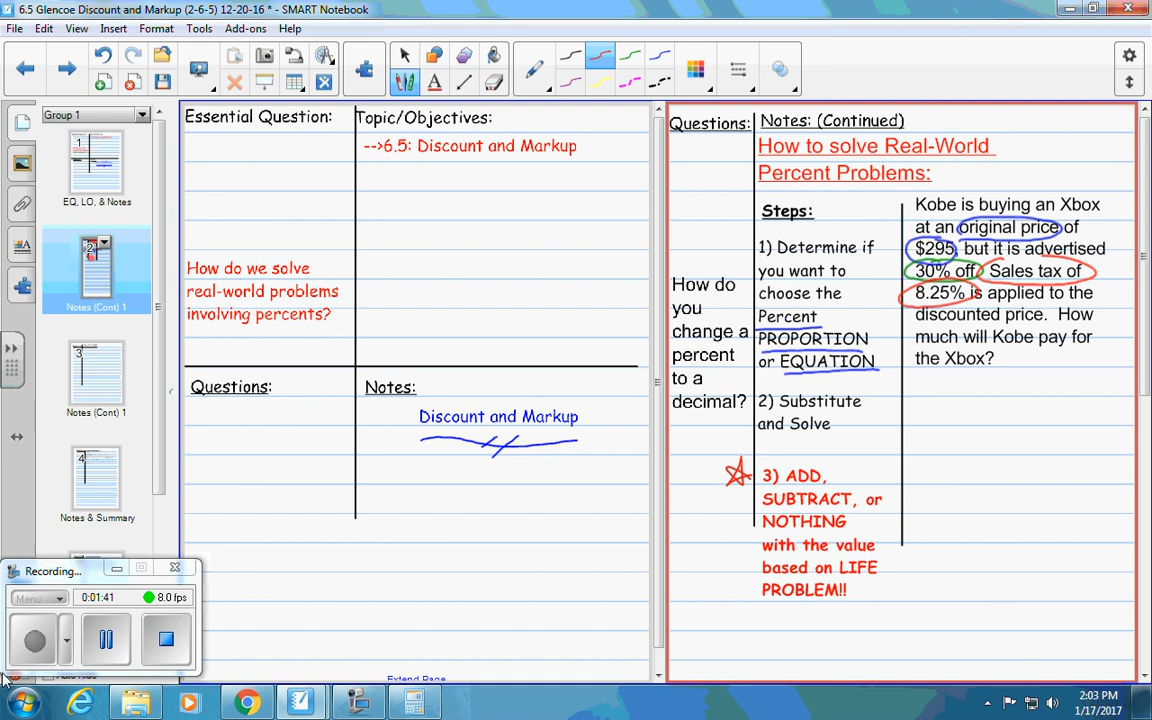 6.5 Glencoe Discount and Markup (2-6-5) 12-20-16 * - SMART Notebook
File Edit View Insert Format Tools Add-ons Help
Group 1
1
EQ, LO, & Notes
2
Notes (Cont) 1
3
Notes (Cont) 1
4
Notes & Summary
Essential Question:
Topic/Objectives:
-->6.5: Discount and Markup
How do we solve
real-world problems
involving percents?
Questions:
Notes:
Discount and Markup
Extend Page
Questions:
Notes: (Continued)
How to solve Real-World
Percent Problems:
How do
you
change a
percent
to a
decimal?
Steps:
1) Determine if
you want to
choose the
Percent
PROPORTION
or EQUATION
2) Substitute
and Solve
3) ADD,
SUBTRACT, or
NOTHING
with the value
based on LIFE
PROBLEM!!
Kobe is buying an Xbox
at an original price of
$295, but it is advertised
30% off. Sales tax of
8.25% is applied to the
discounted price. How
much will Kobe pay for
the Xbox?
Recording...
Menu
0:01:41
8.0 fps
Auto Hide
2:03 PM
1/17/2017